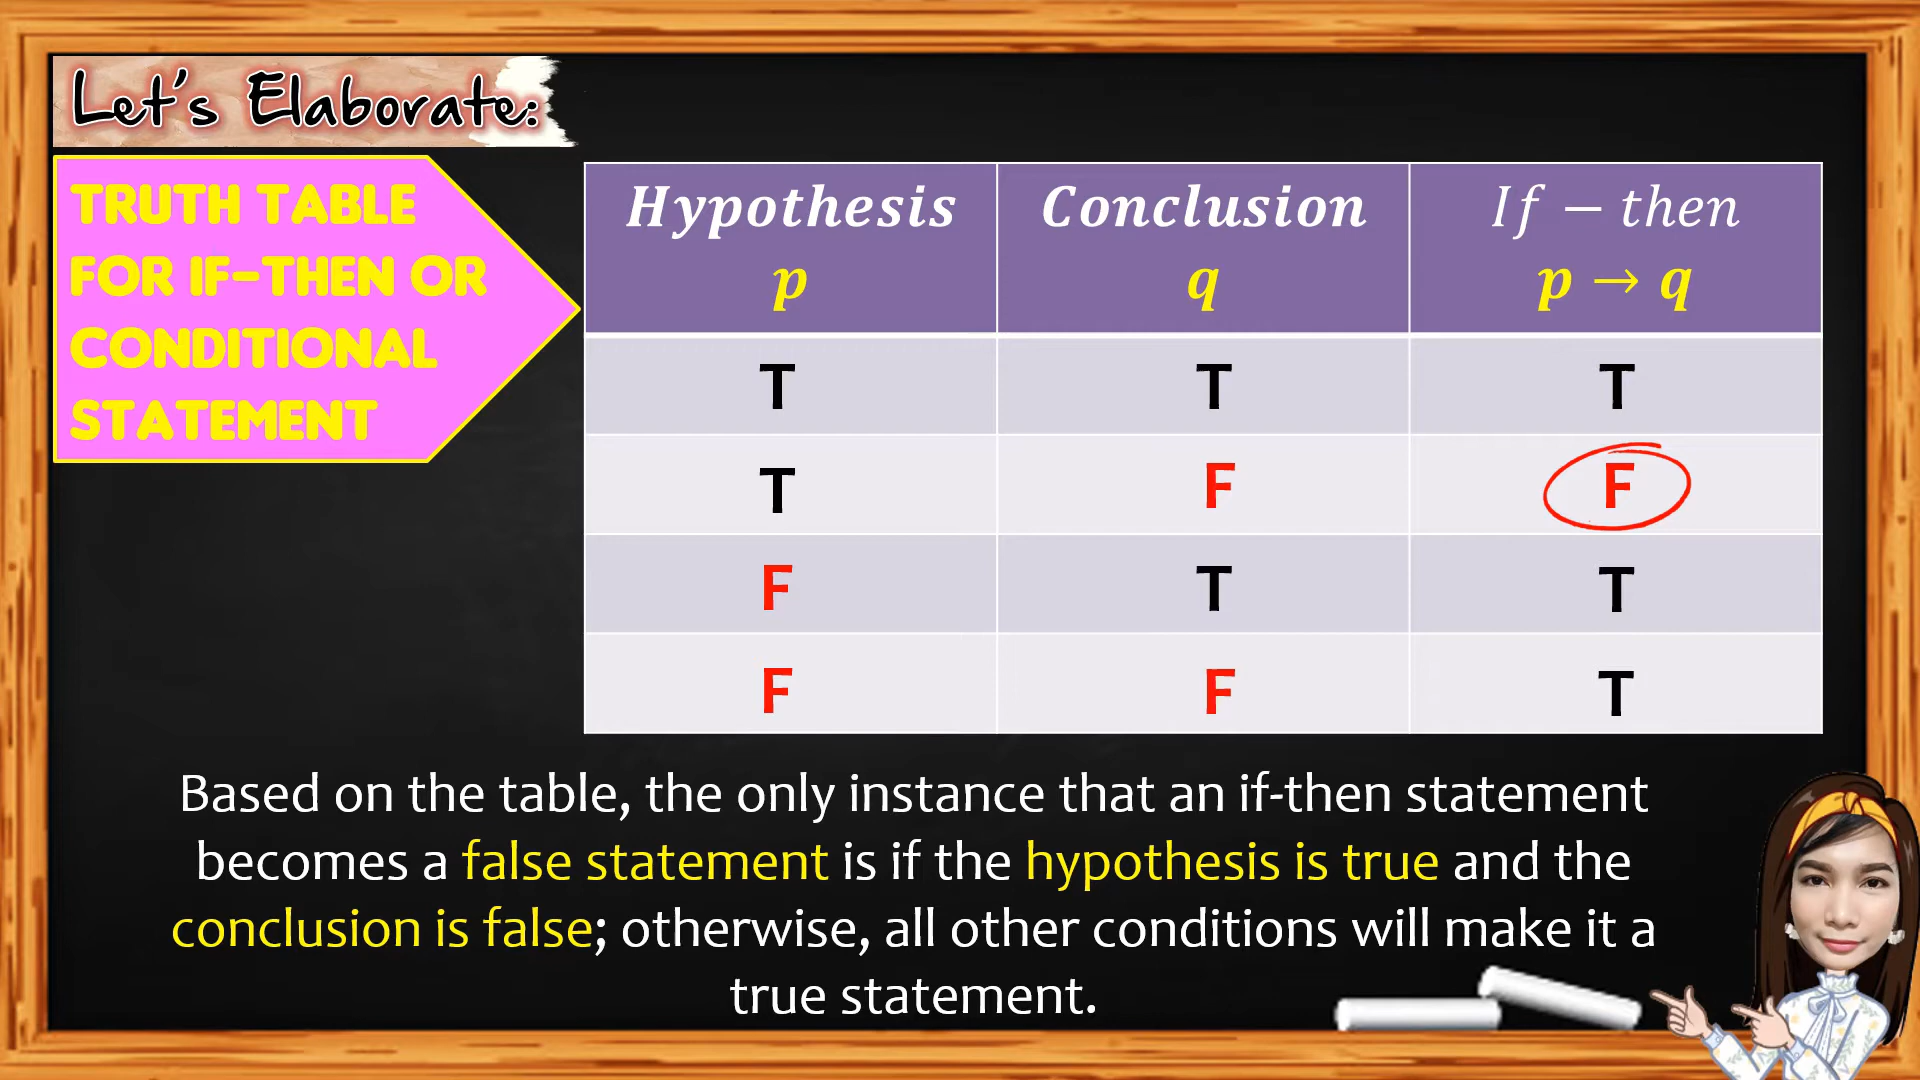 Let's Elaborate:
TRUTH TABLE
FOR IF-THEN OR
CONDITIONAL
STATEMENT
Hypothesis Conclusion If − then
p q p → q
T T T
T F F
F T T
F F T
Based on the table, the only instance that an if-then statement
becomes a false statement is if the hypothesis is true and the
conclusion is false; otherwise, all other conditions will make it a
true statement.